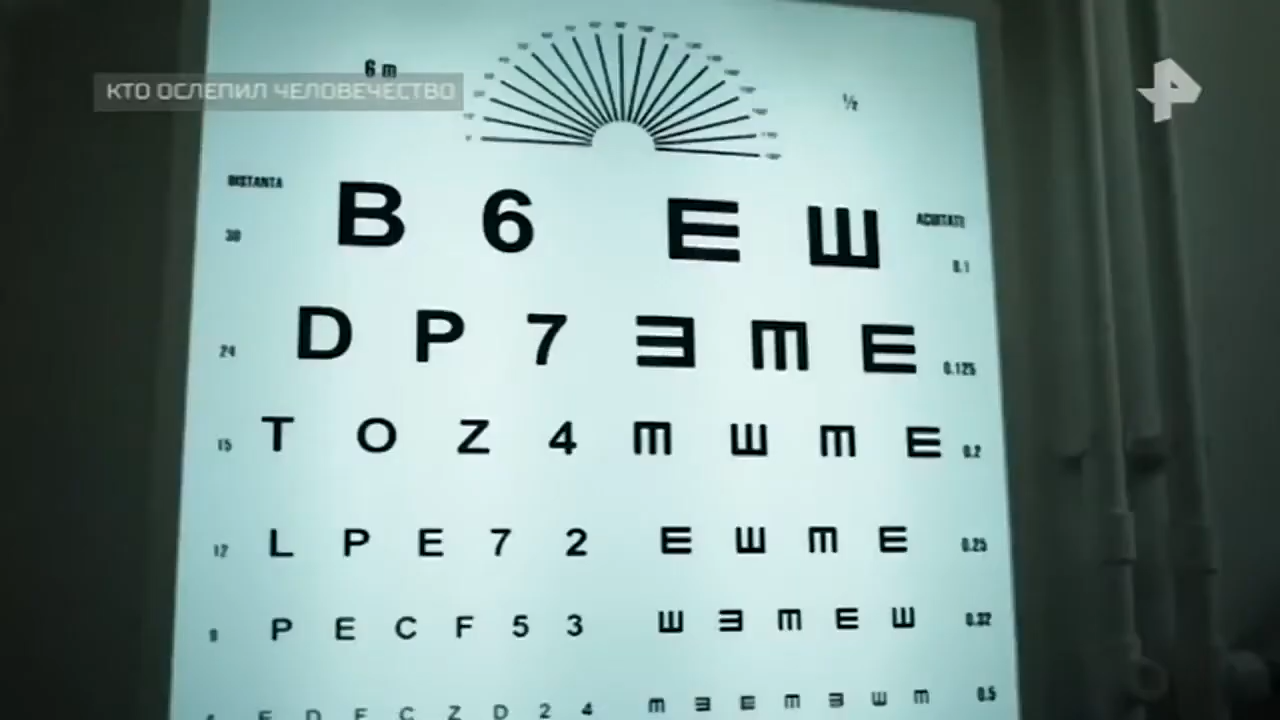 6 m
КТО ОСЛЕПИЛ ЧЕЛОВЕЧЕСТВО
DISTANTA
ACUITATE
30 B 6 E Ш 0.1
24 D P 7 Ǝ m E 0.125
15 T O Z 4 m Ш m E 0.2
12 L P E 7 2 E Ш m E 0.25
9 P E C F 5 3 Ш Ǝ m E Ш 0.32
F D F C Z D 2 4 m Ǝ E m Ǝ Ш m 0.5